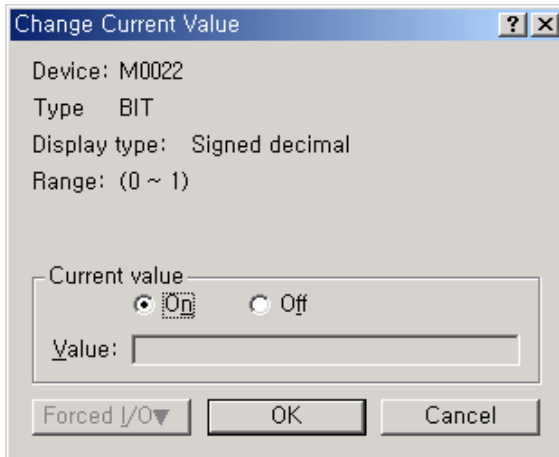 Change Current Value
Device: M0022
Type BIT
Display type: Signed decimal
Range: (0 ~ 1)
Current value
On Off
Value:
Forced I/O▼ OK Cancel